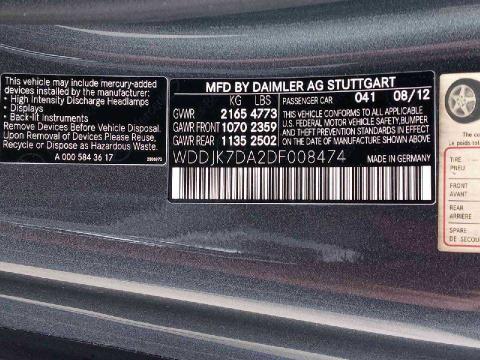 This vehicle may include mercury-added
devices installed by the manufacturer:
• High Intensity Discharge Headlamps
• Displays
• Back-lit Instruments
Remove Devices Before Vehicle Disposal.
Upon Removal of Devices Please Reuse,
Recycle or Dispose as Hazardous Waste.
A 000 584 36 17
MFD BY DAIMLER AG STUTTGART
KG LBS PASSENGER CAR 041 08/12
GVWR 2165 4773
GAWR FRONT 1070 2359
GAWR REAR 1135 2502
THIS VEHICLE CONFORMS TO ALL APPLICABLE
U.S. FEDERAL MOTOR VEHICLE SAFETY, BUMPER
AND THEFT PREVENTION STANDARDS IN EFFECT
ON THE DATE OF MANUFACTURE SHOWN ABOVE.
WDDJK7DA2DF008474
TIRE
PNEU
FRONT
AVANT
REAR
ARRIÈRE
SPARE
DE SECOU